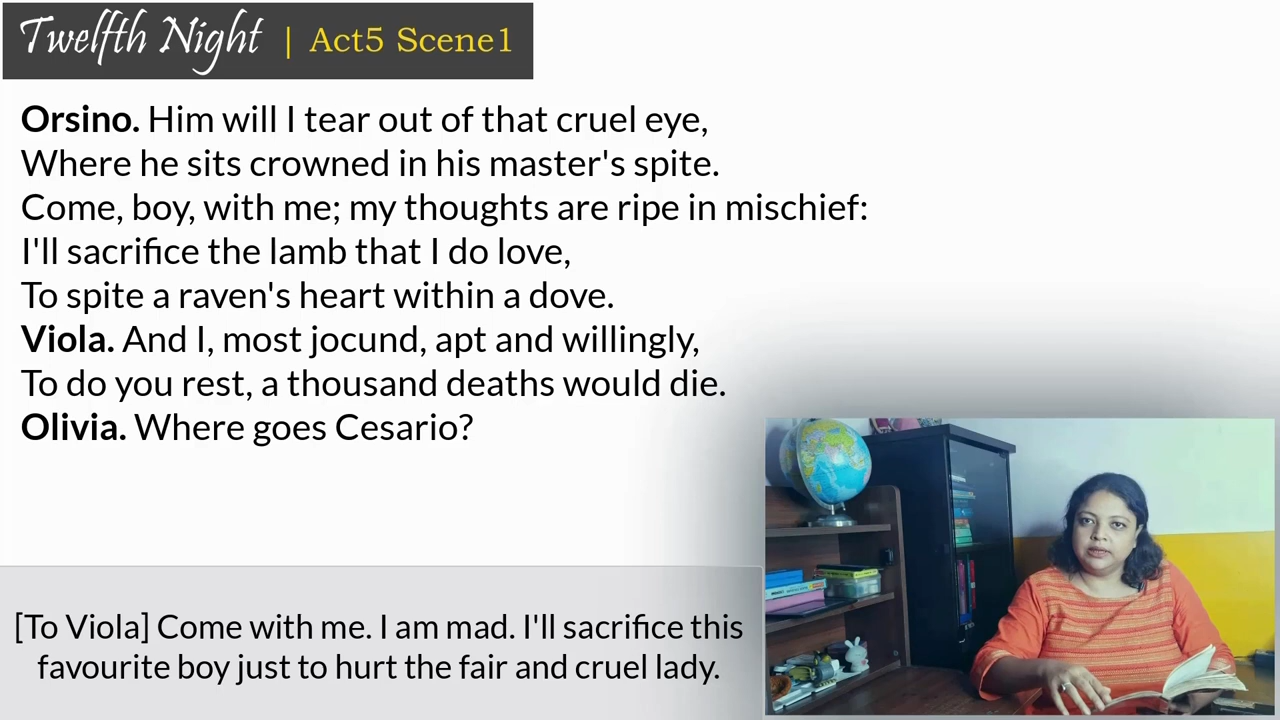 Twelfth Night | Act5 Scene1
Orsino. Him will I tear out of that cruel eye,
Where he sits crowned in his master's spite.
Come, boy, with me; my thoughts are ripe in mischief:
I'll sacrifice the lamb that I do love,
To spite a raven's heart within a dove.
Viola. And I, most jocund, apt and willingly,
To do you rest, a thousand deaths would die.
Olivia. Where goes Cesario?
[To Viola] Come with me. I am mad. I'll sacrifice this
favourite boy just to hurt the fair and cruel lady.